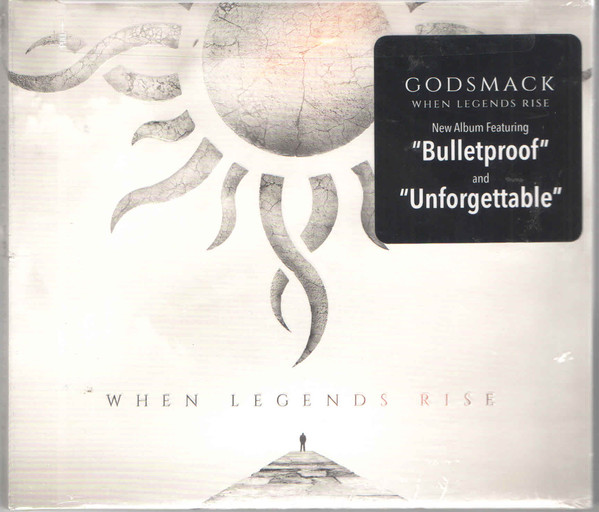 GODSMACK
WHEN LEGENDS RISE
New Album Featuring
"Bulletproof"
and
"Unforgettable"
WHEN LEGENDS RISE